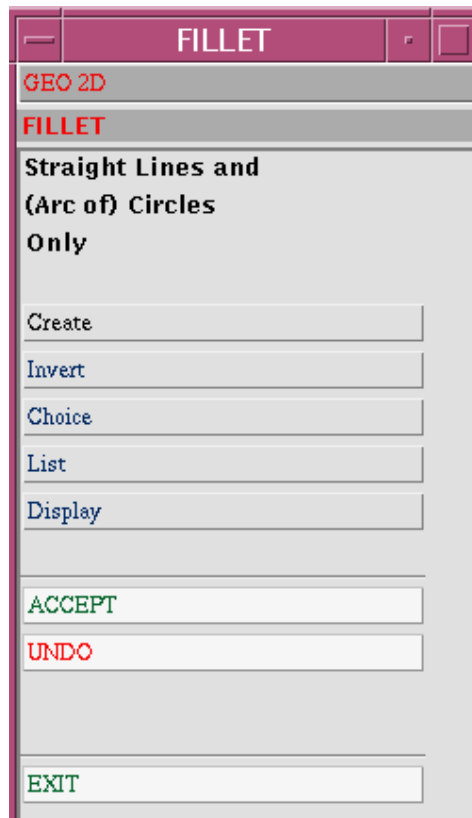 FILLET
GEO 2D
FILLET
Straight Lines and
(Arc of) Circles
Only
Create
Invert
Choice
List
Display
ACCEPT
UNDO
EXIT